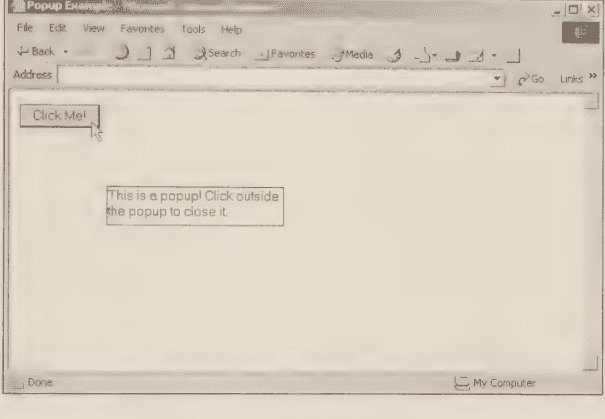 Popup Example
File Edit View Favorites Tools Help
Back Search Favorites Media
Address Go Links »
Click Me!
This is a popup! Click outside
the popup to close it.
Done My Computer